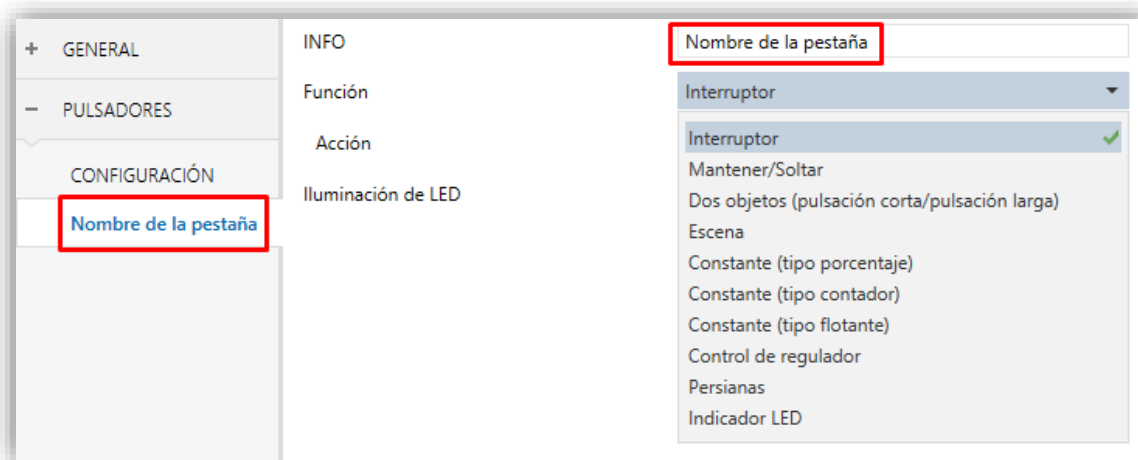 + GENERAL
− PULSADORES
CONFIGURACIÓN
Nombre de la pestaña
INFO
Nombre de la pestaña
Función
Interruptor
Acción
Iluminación de LED
Interruptor
Mantener/Soltar
Dos objetos (pulsación corta/pulsación larga)
Escena
Constante (tipo porcentaje)
Constante (tipo contador)
Constante (tipo flotante)
Control de regulador
Persianas
Indicador LED